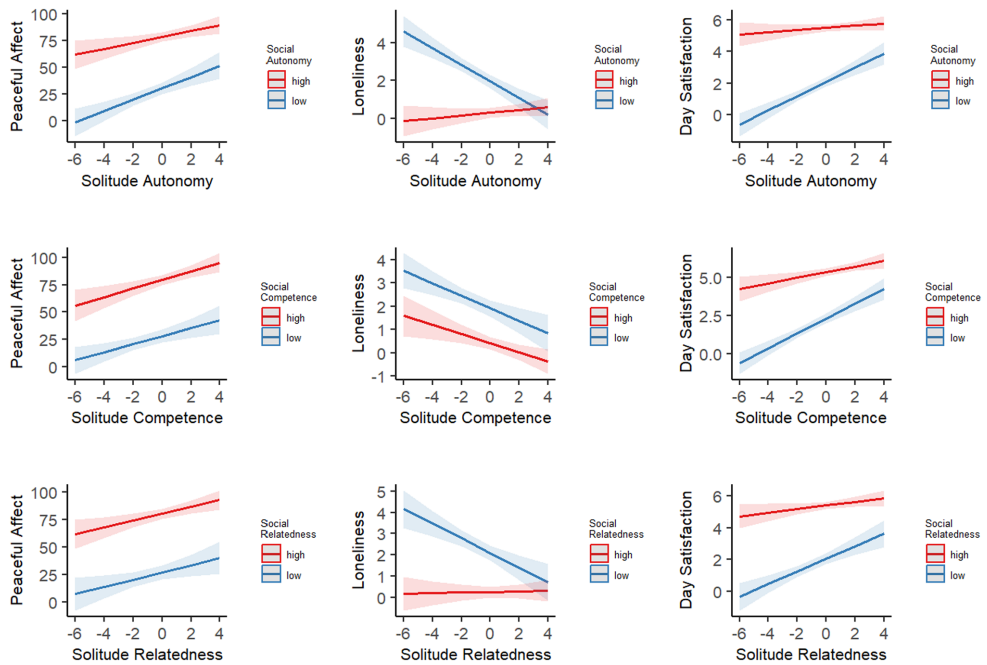 Peaceful Affect
100
75
50
25
0
-6 -4 -2 0 2 4
Solitude Autonomy
Social
Autonomy
high
low
Loneliness
4
2
0
-6 -4 -2 0 2 4
Solitude Autonomy
Social
Autonomy
high
low
Day Satisfaction
6
4
2
0
-6 -4 -2 0 2 4
Solitude Autonomy
Social
Autonomy
high
low
Peaceful Affect
100
75
50
25
0
-6 -4 -2 0 2 4
Solitude Competence
Social
Competence
high
low
Loneliness
4
3
2
1
0
-1
-6 -4 -2 0 2 4
Solitude Competence
Social
Competence
high
low
Day Satisfaction
5.0
2.5
0.0
-6 -4 -2 0 2 4
Solitude Competence
Social
Competence
high
low
Peaceful Affect
100
75
50
25
0
-6 -4 -2 0 2 4
Solitude Relatedness
Social
Relatedness
high
low
Loneliness
5
4
3
2
1
0
-6 -4 -2 0 2 4
Solitude Relatedness
Social
Relatedness
high
low
Day Satisfaction
6
4
2
0
-6 -4 -2 0 2 4
Solitude Relatedness
Social
Relatedness
high
low